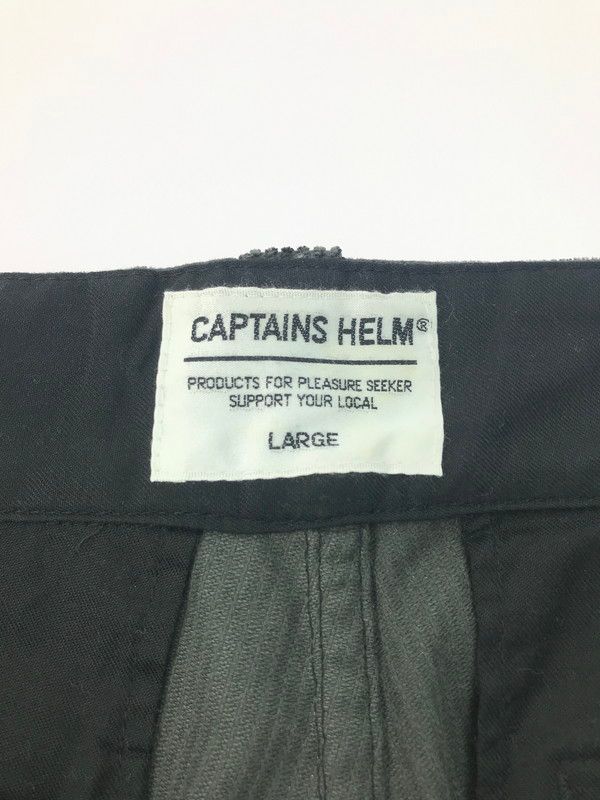 CAPTAINS HELM®
PRODUCTS FOR PLEASURE SEEKER
SUPPORT YOUR LOCAL
LARGE